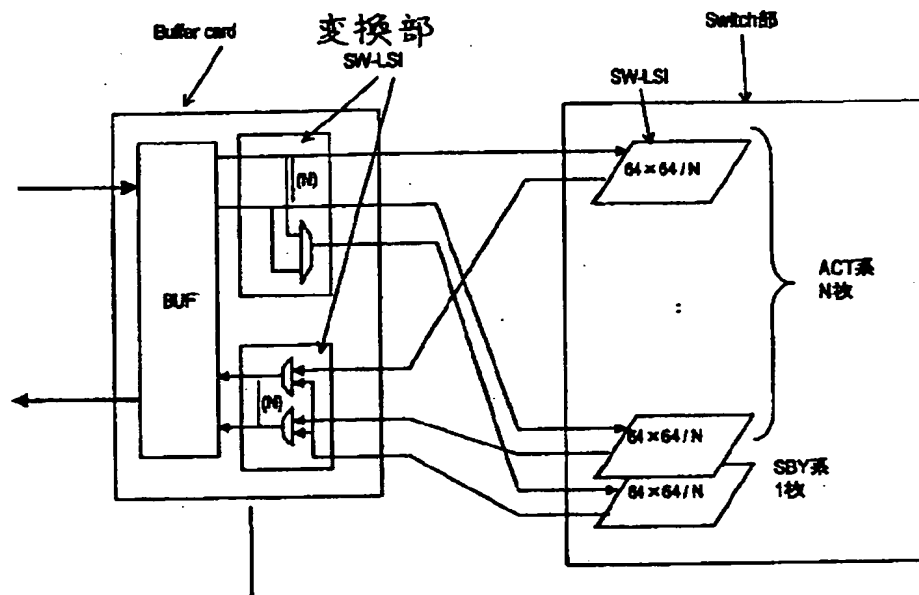 Buffer card
変換部
SW-LSI
Switch部
SW-LSI
(N)
64×64/N
BUF
ACT系
N枚
:
(N)
64×64/N
64×64/N
SBY系
1枚